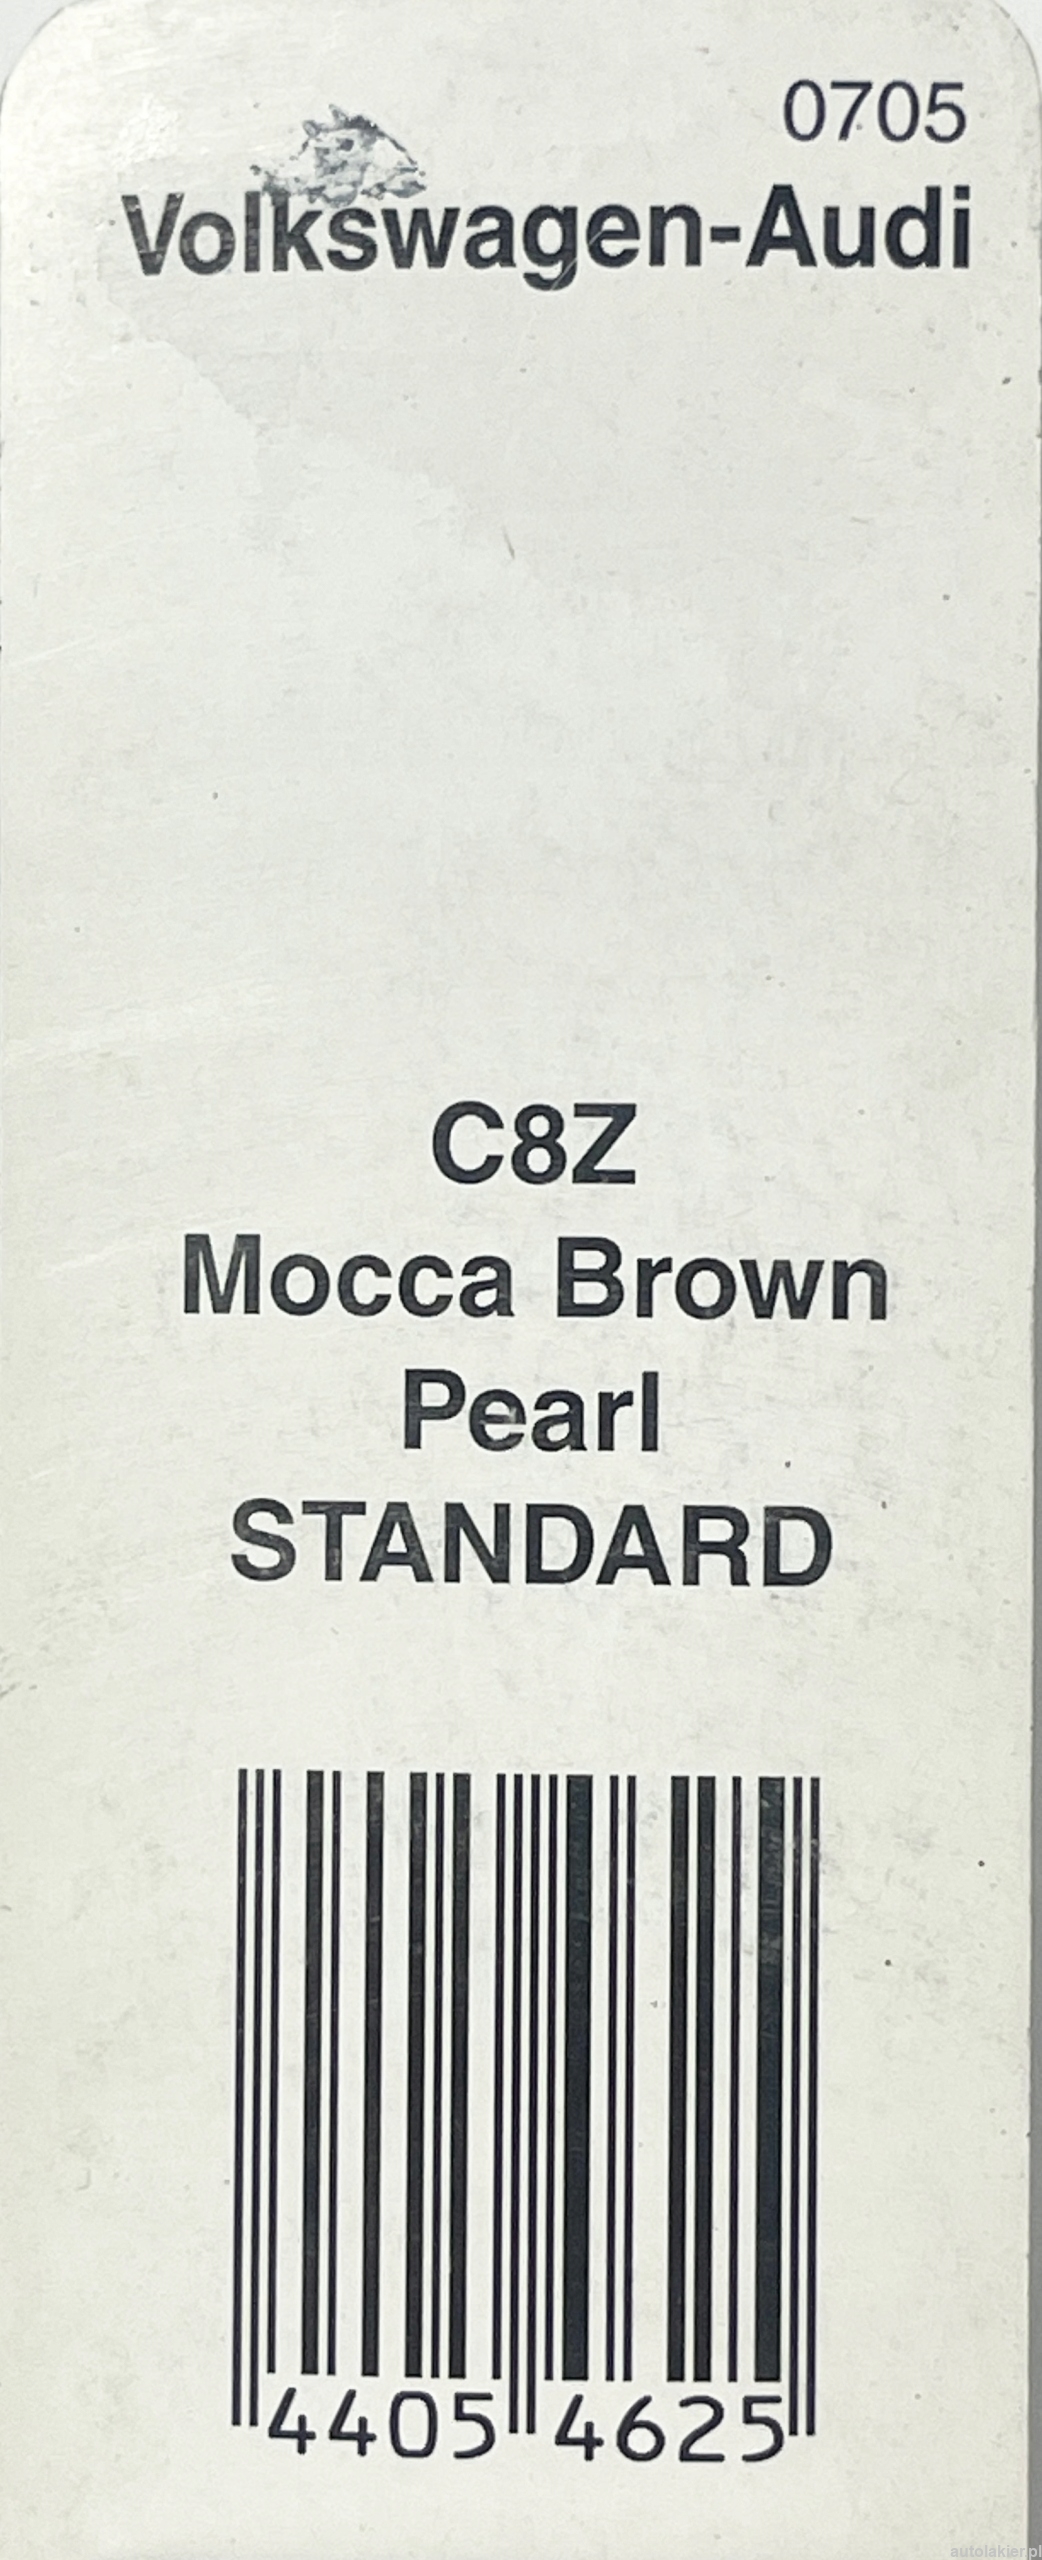 0705
Volkswagen-Audi
C8Z
Mocca Brown
Pearl
STANDARD
4405 4625
autolakier.pl